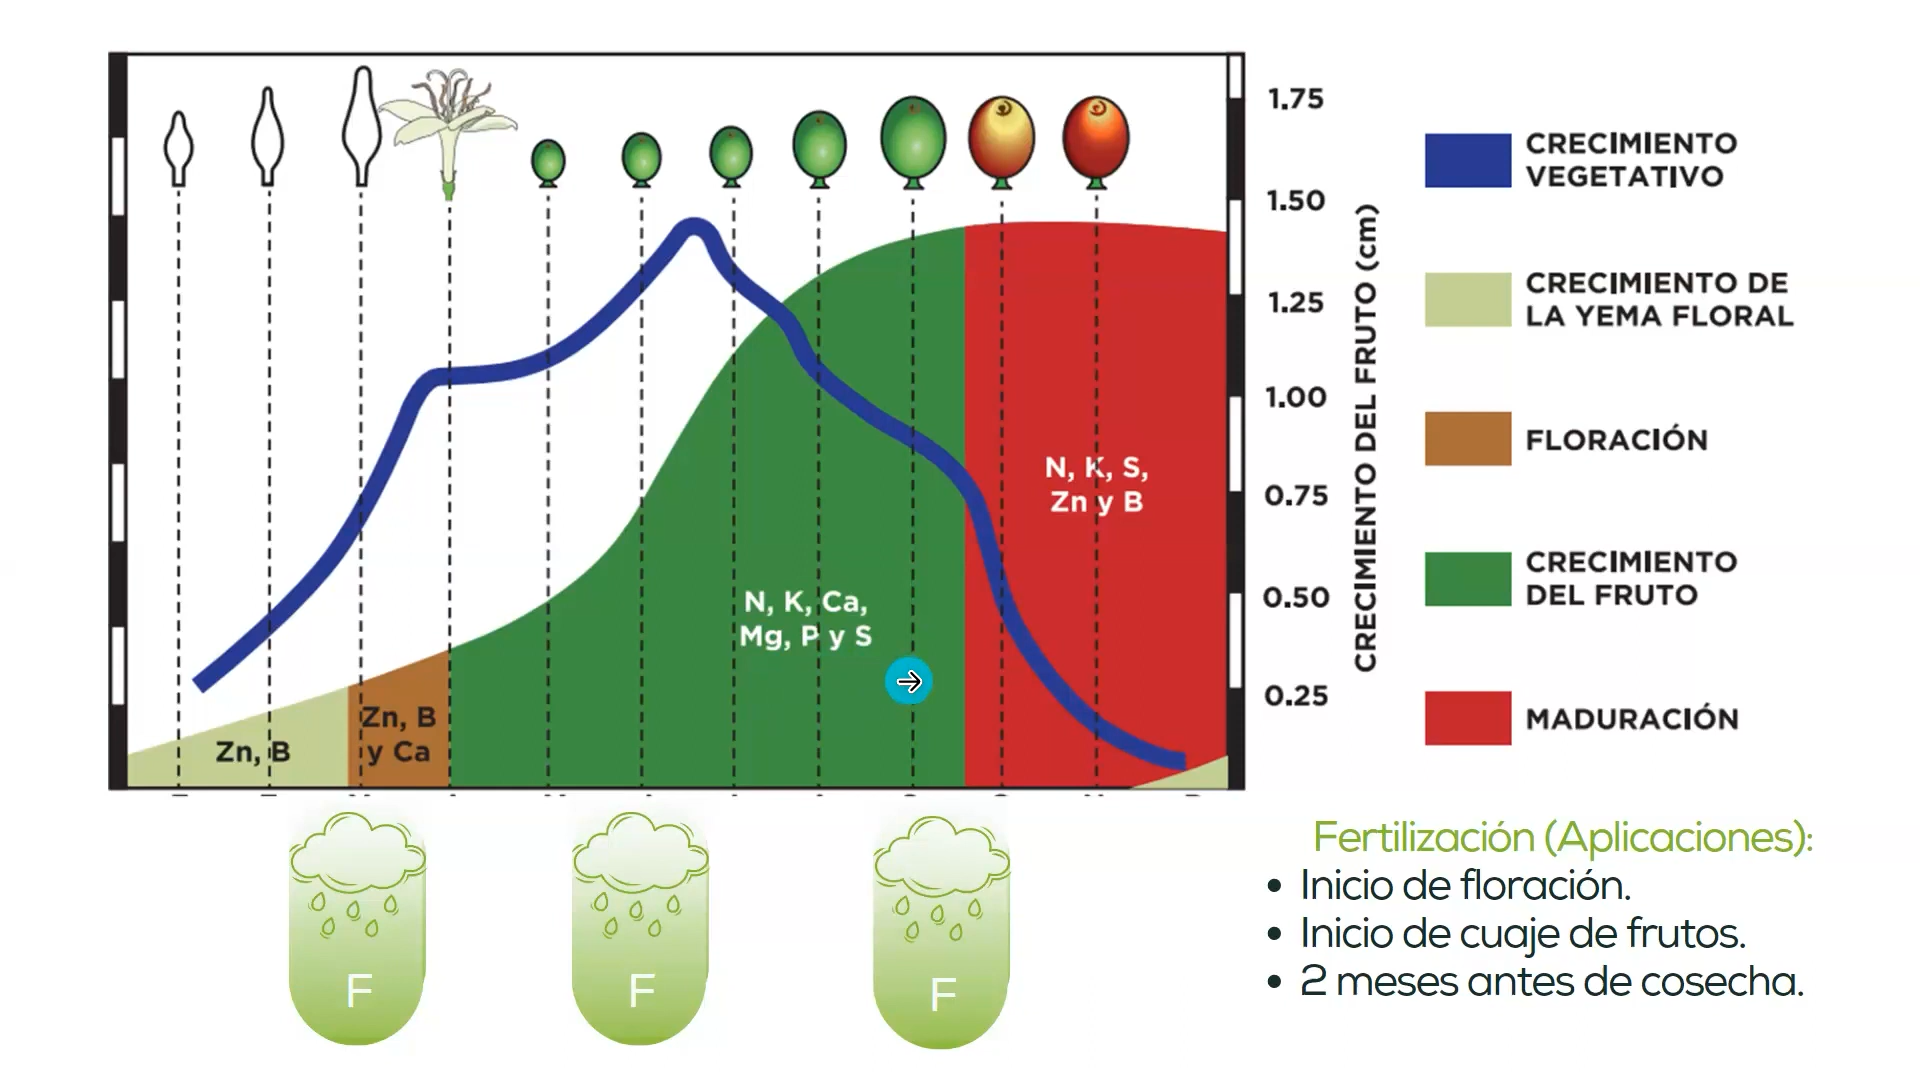 1.75
1.50
1.25
1.00
0.75
0.50
0.25
CRECIMIENTO DEL FRUTO (cm)
CRECIMIENTO
VEGETATIVO
CRECIMIENTO DE
LA YEMA FLORAL
FLORACIÓN
CRECIMIENTO
DEL FRUTO
MADURACIÓN
N, K, S,
Zn y B
N, K, Ca,
Mg, P y S
Zn, B
y Ca
Zn, B
F
F
F
Fertilización (Aplicaciones):
• Inicio de floración.
• Inicio de cuaje de frutos.
• 2 meses antes de cosecha.